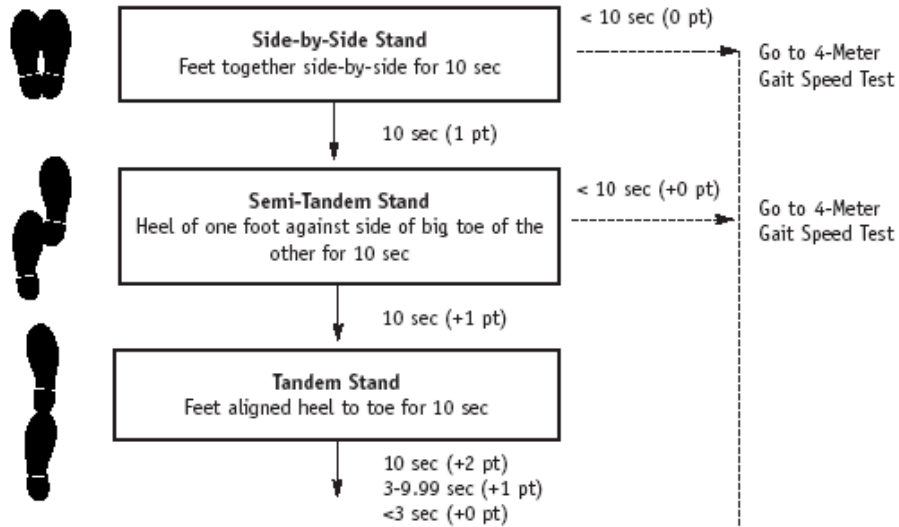 < 10 sec (0 pt)
Side-by-Side Stand
Feet together side-by-side for 10 sec
Go to 4-Meter
Gait Speed Test
10 sec (1 pt)
< 10 sec (+0 pt)
Semi-Tandem Stand
Heel of one foot against side of big toe of the
other for 10 sec
Go to 4-Meter
Gait Speed Test
10 sec (+1 pt)
Tandem Stand
Feet aligned heel to toe for 10 sec
10 sec (+2 pt)
3-9.99 sec (+1 pt)
<3 sec (+0 pt)